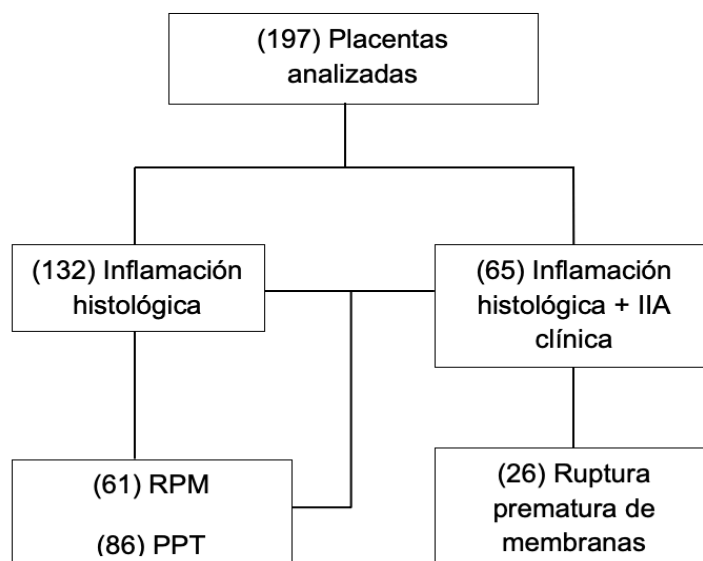 (197) Placentas
analizadas
(132) Inflamación
histológica
(65) Inflamación
histológica + IIA
clínica
(61) RPM
(86) PPT
(26) Ruptura
prematura de
membranas